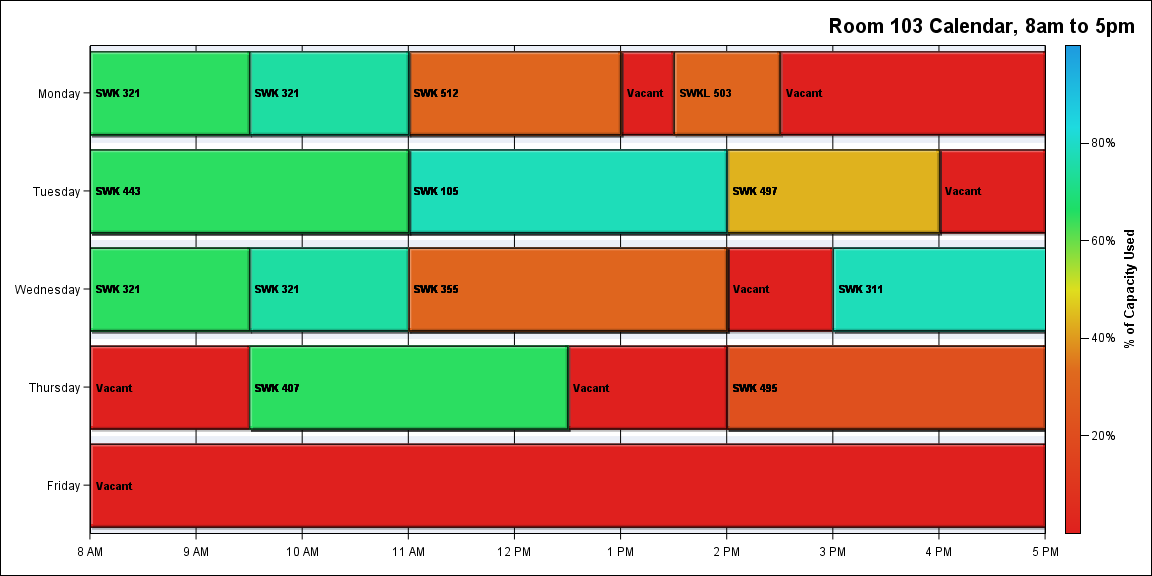 Room 103 Calendar, 8am to 5pm
Monday
SWK 321
SWK 321
SWK 512
Vacant
SWKL 503
Vacant
Tuesday
SWK 443
SWK 105
SWK 497
Vacant
Wednesday
SWK 321
SWK 321
SWK 355
Vacant
SWK 311
Thursday
Vacant
SWK 407
Vacant
SWK 495
Friday
Vacant
8 AM
9 AM
10 AM
11 AM
12 PM
1 PM
2 PM
3 PM
4 PM
5 PM
80%
60%
40%
20%
% of Capacity Used